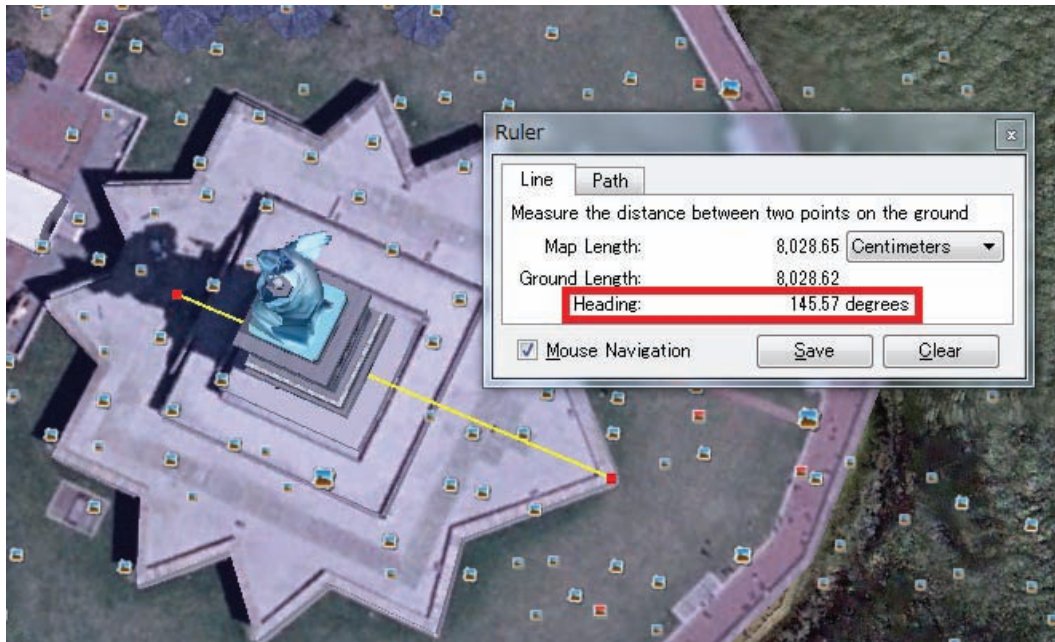 Ruler
Line Path
Measure the distance between two points on the ground
Map Length: 8,028.65 Centimeters
Ground Length: 8,028.62
Heading: 145.57 degrees
Mouse Navigation Save Clear